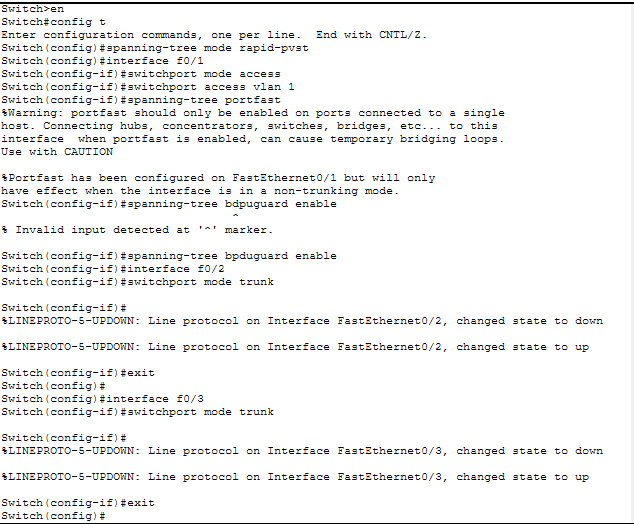 Switch>en
Switch#config t
Enter configuration commands, one per line.  End with CNTL/Z.
Switch(config)#spanning-tree mode rapid-pvst
Switch(config)#interface f0/1
Switch(config-if)#switchport mode access
Switch(config-if)#switchport access vlan 1
Switch(config-if)#spanning-tree portfast
%Warning: portfast should only be enabled on ports connected to a single
host. Connecting hubs, concentrators, switches, bridges, etc... to this
interface  when portfast is enabled, can cause temporary bridging loops.
Use with CAUTION

%Portfast has been configured on FastEthernet0/1 but will only
have effect when the interface is in a non-trunking mode.
Switch(config-if)#spanning-tree bdpuguard enable
                                  ^
% Invalid input detected at '^' marker.

Switch(config-if)#spanning-tree bpduguard enable
Switch(config-if)#interface f0/2
Switch(config-if)#switchport mode trunk

Switch(config-if)#
%LINEPROTO-5-UPDOWN: Line protocol on Interface FastEthernet0/2, changed state to down

%LINEPROTO-5-UPDOWN: Line protocol on Interface FastEthernet0/2, changed state to up

Switch(config-if)#exit
Switch(config)#
Switch(config)#interface f0/3
Switch(config-if)#switchport mode trunk

Switch(config-if)#
%LINEPROTO-5-UPDOWN: Line protocol on Interface FastEthernet0/3, changed state to down

%LINEPROTO-5-UPDOWN: Line protocol on Interface FastEthernet0/3, changed state to up

Switch(config-if)#exit
Switch(config)#